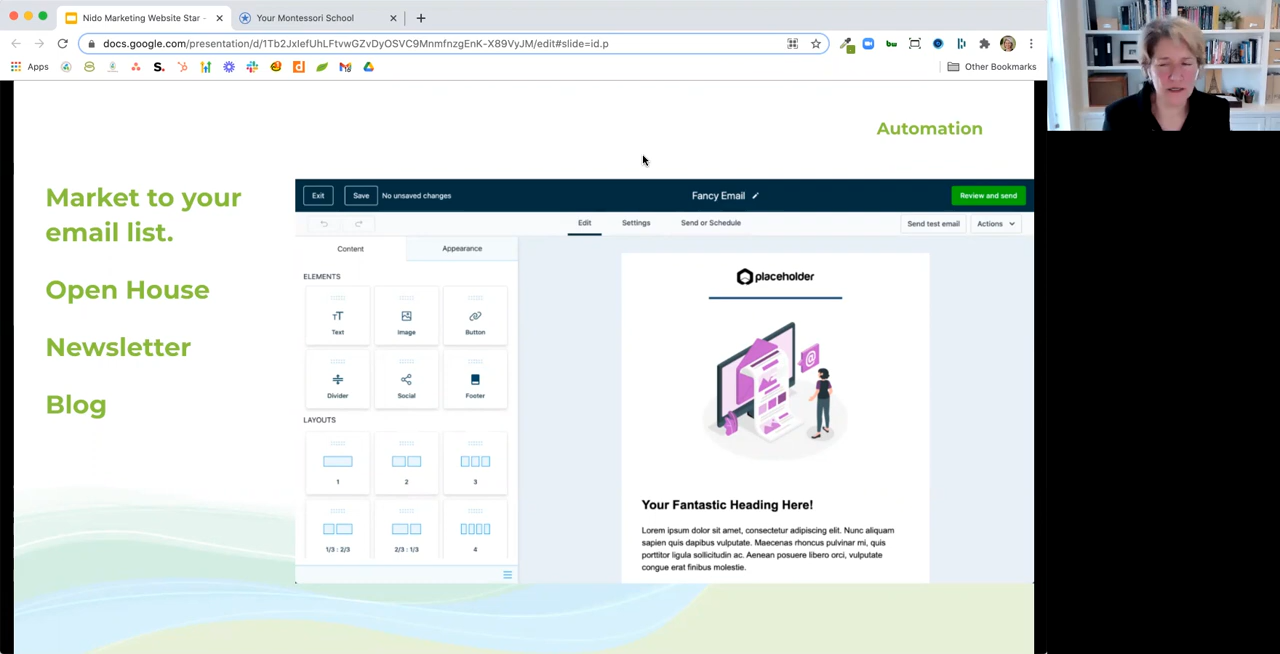 Nido Marketing Website Star -
Your Montessori School
docs.google.com/presentation/d/1Tb2JxIefUhLFtvwGZvDyOSVC9MnmfnzgEnK-X89VyJM/edit#slide=id.p
Apps
S.
Other Bookmarks
Automation
Market to your
email list.
Open House
Newsletter
Blog
Exit
Save
No unsaved changes
Fancy Email
Review and send
Edit
Settings
Send or Schedule
Send test email
Actions
Content
Appearance
ELEMENTS
Text
Image
Button
Divider
Social
Footer
LAYOUTS
1
2
3
1/3 : 2/3
2/3 : 1/3
4
placeholder
@
Your Fantastic Heading Here!
Lorem ipsum dolor sit amet, consectetur adipiscing elit. Nunc aliquam
sapien quis dapibus vulputate. Maecenas rhoncus pulvinar mi, quis
porttitor ligula sollicitudin ac. Aenean posuere libero orci, vulputate
congue erat finibus molestie.